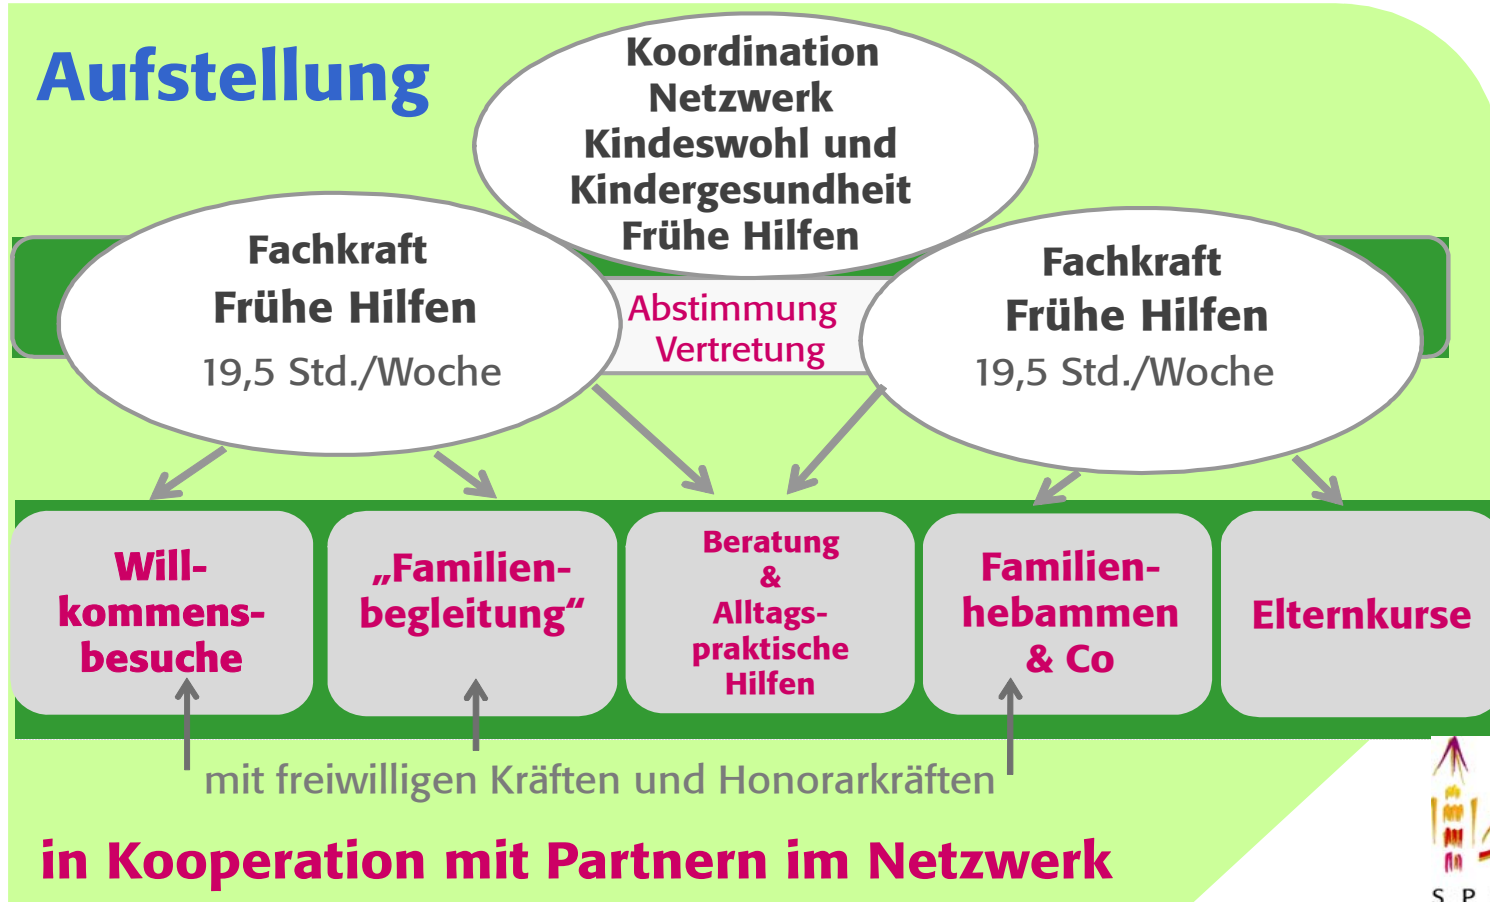 Aufstellung
Koordination
Netzwerk
Kindeswohl und
Kindergesundheit
Frühe Hilfen
Fachkraft
Frühe Hilfen
19,5 Std./Woche
Abstimmung
Vertretung
Fachkraft
Frühe Hilfen
19,5 Std./Woche
Will-
kommens-
besuche
„Familien-
begleitung“
Beratung
&
Alltags-
praktische
Hilfen
Familien-
hebammen
& Co
Elternkurse
mit freiwilligen Kräften und Honorarkräften
in Kooperation mit Partnern im Netzwerk
S P